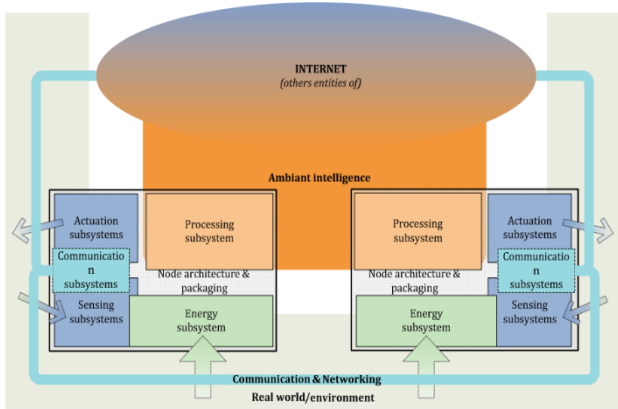 INTERNET
(others entities of)
Ambiant intelligence
Actuation
subsystems
Processing
subsystem
Communicatio
n
subsystems
Node architecture &
packaging
Sensing
subsystems
Energy
subsystem
Processing
subsystem
Actuation
subsystems
Node architecture &
packaging
Communicatio
n
subsystems
Energy
subsystem
Sensing
subsystems
Communication & Networking
Real world/environment